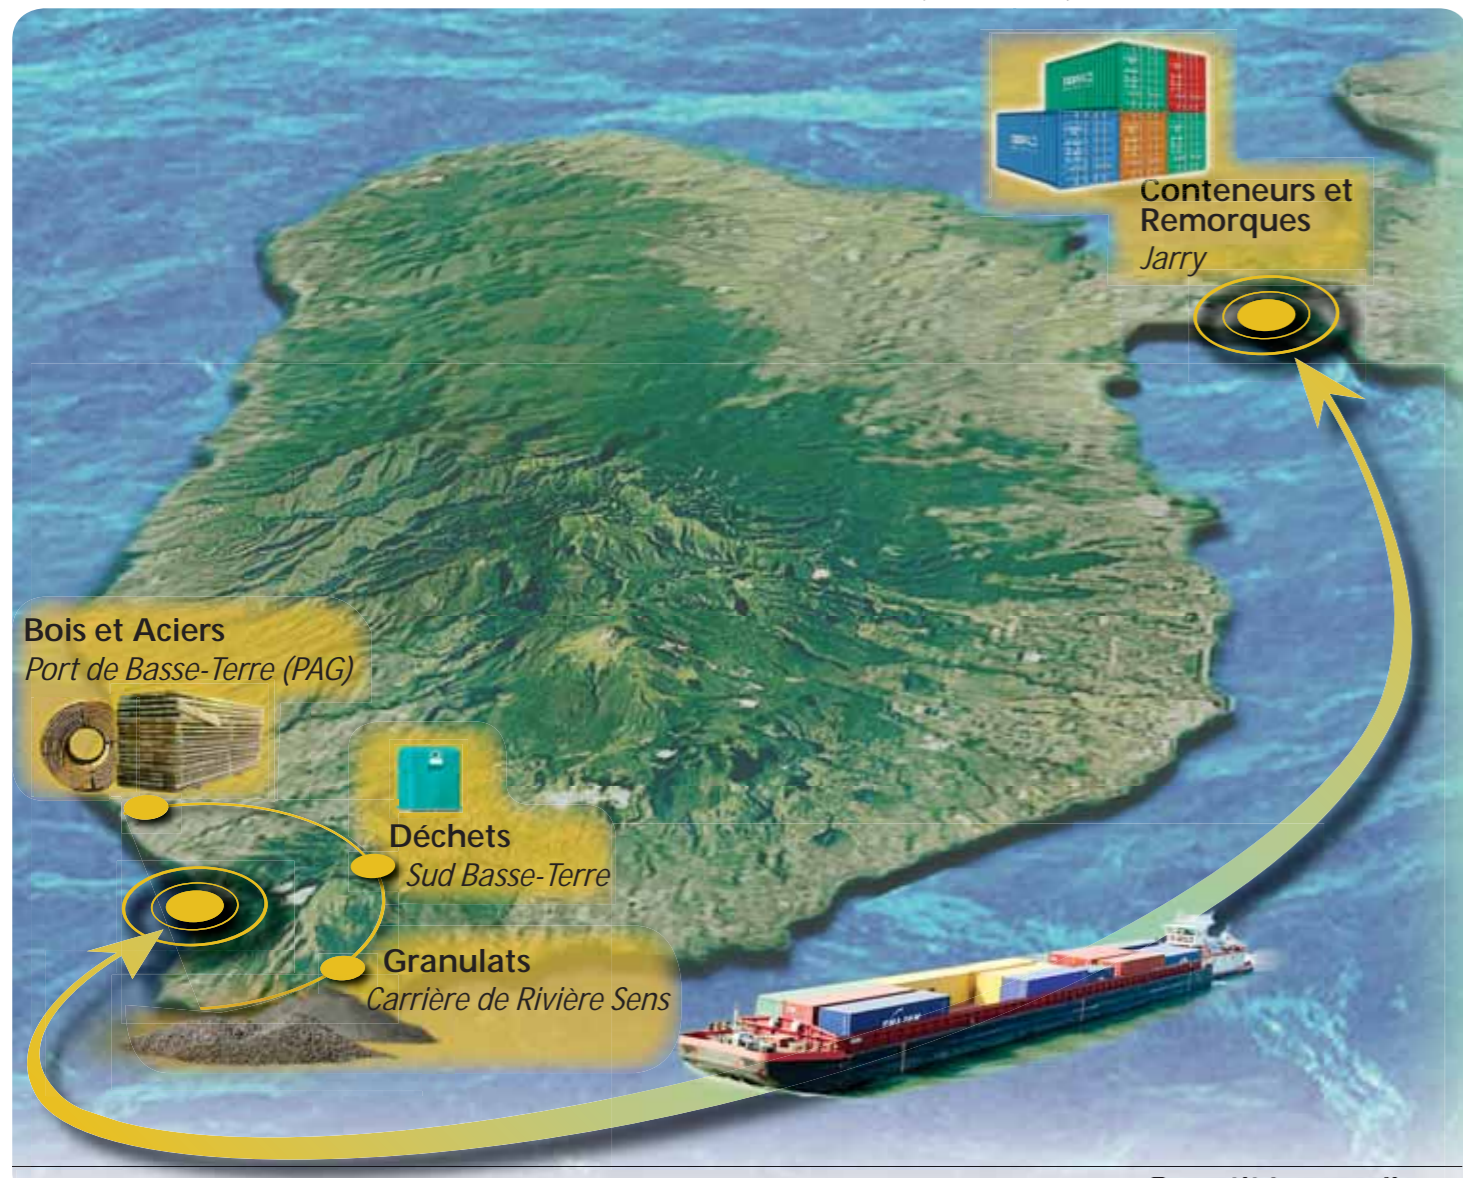 Conteneurs et
Remorques
Jarry
Bois et Aciers
Port de Basse-Terre (PAG)
Déchets
Sud Basse-Terre
Granulats
Carrière de Rivière Sens